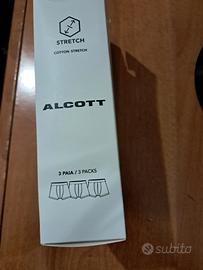 STRETCH
COTTON STRETCH
ALCOTT
3 PAIA / 3 PACKS
subito